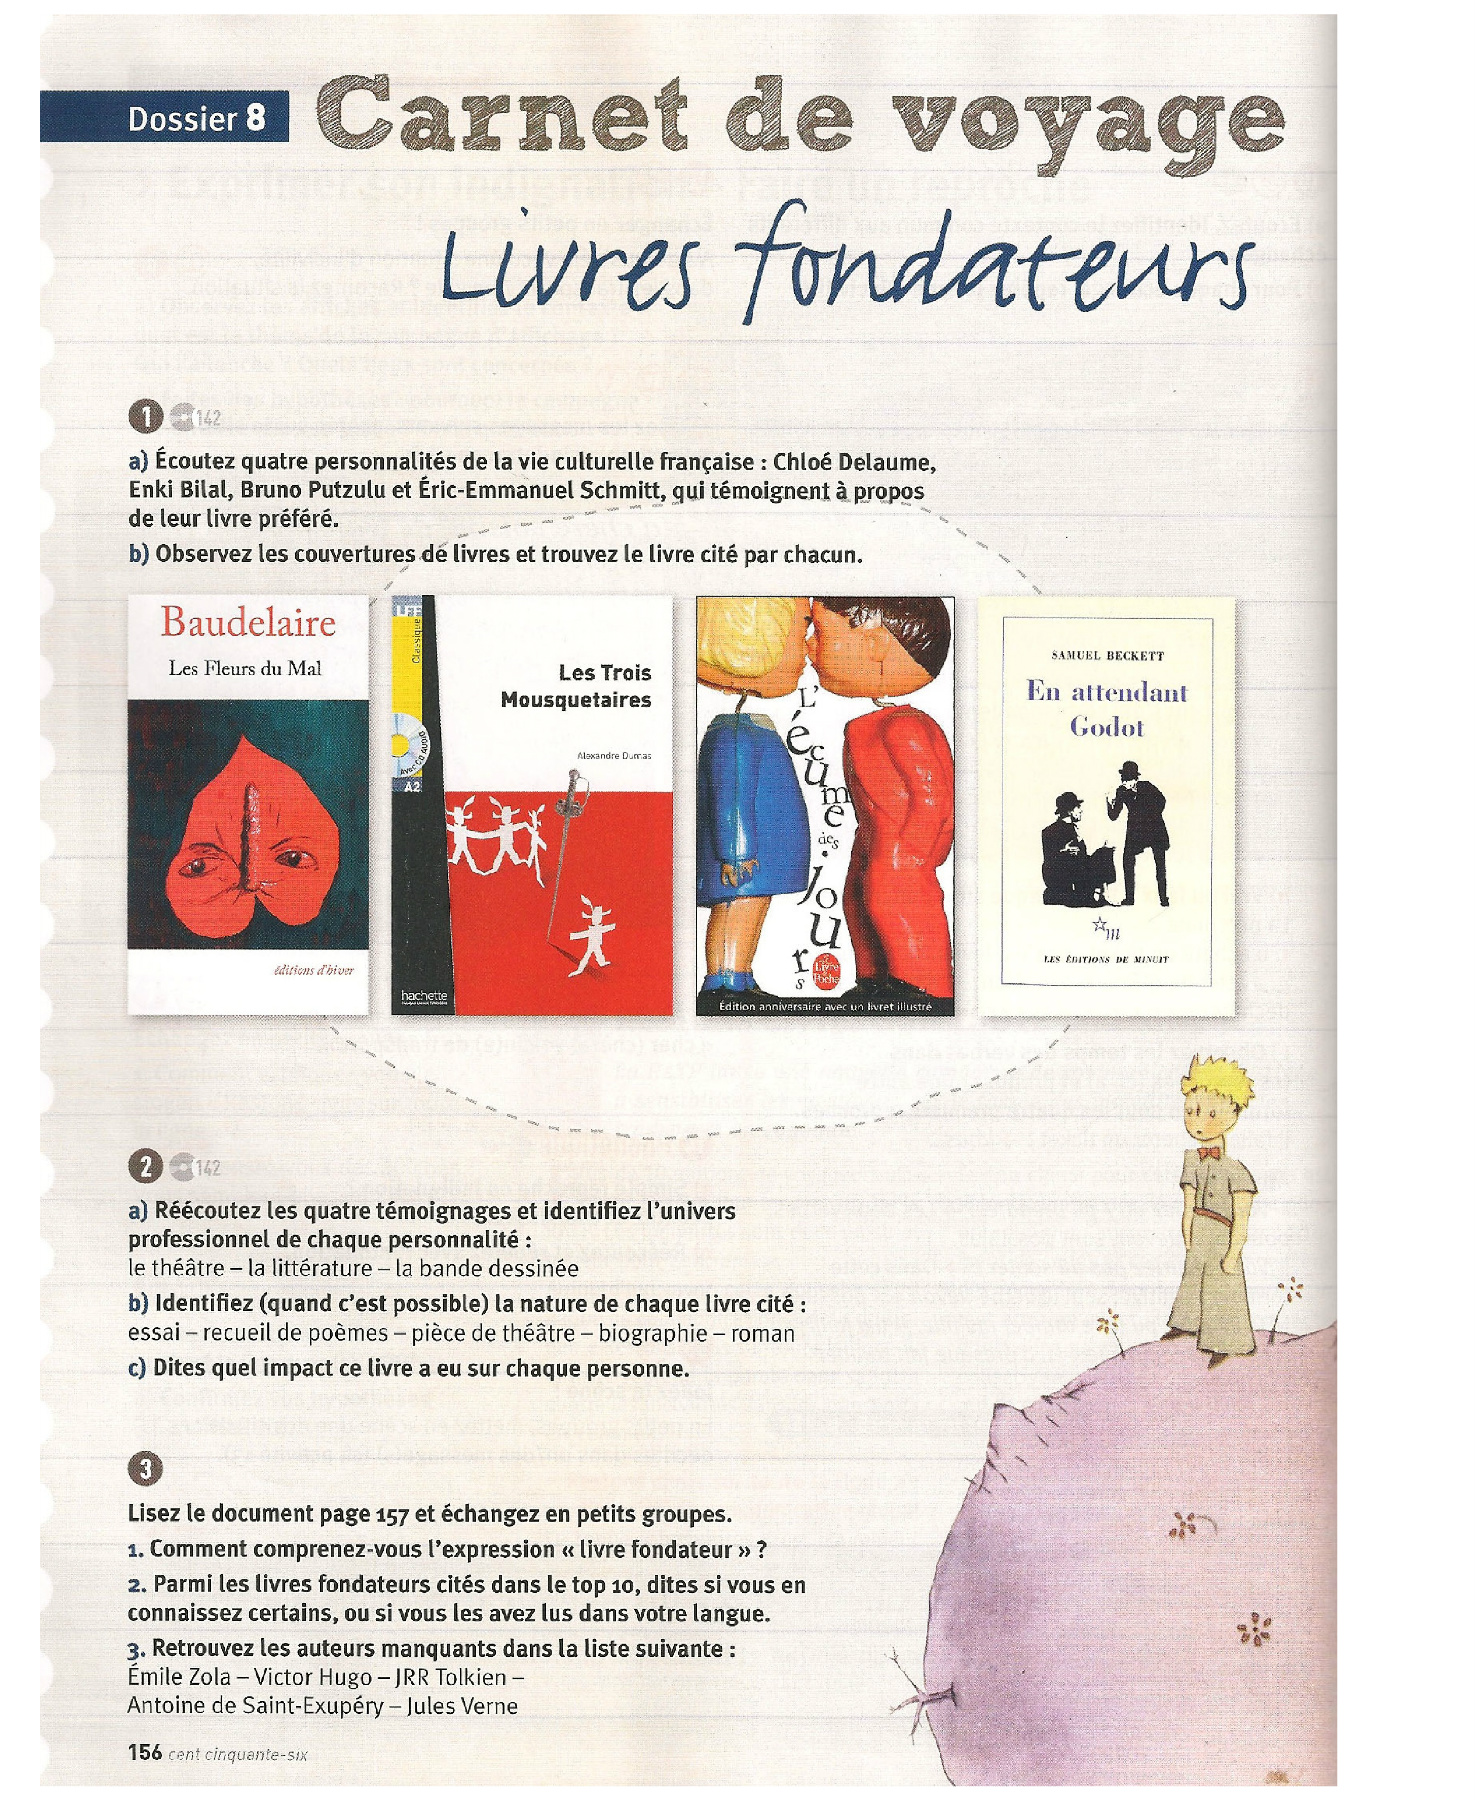 Dossier 8
Carnet de voyage
Livres fondateurs
1 142
a) Écoutez quatre personnalités de la vie culturelle française : Chloé Delaume,
Enki Bilal, Bruno Putzulu et Éric-Emmanuel Schmitt, qui témoignent à propos
de leur livre préféré.
b) Observez les couvertures de livres et trouvez le livre cité par chacun.
Baudelaire
Les Fleurs du Mal
éditions d'hiver
LFF
Classique
Avec CD AUDIO
A2
Les Trois
Mousquetaires
Alexandre Dumas
hachette
L'écume des jours
Le Livre de Poche
Édition anniversaire avec un livret illustré
SAMUEL BECKETT
En attendant
Godot
m
LES ÉDITIONS DE MINUIT
2 142
a) Réécoutez les quatre témoignages et identifiez l'univers
professionnel de chaque personnalité :
le théâtre – la littérature – la bande dessinée
b) Identifiez (quand c'est possible) la nature de chaque livre cité :
essai – recueil de poèmes – pièce de théâtre – biographie – roman
c) Dites quel impact ce livre a eu sur chaque personne.
3
Lisez le document page 157 et échangez en petits groupes.
1. Comment comprenez-vous l'expression « livre fondateur » ?
2. Parmi les livres fondateurs cités dans le top 10, dites si vous en
connaissez certains, ou si vous les avez lus dans votre langue.
3. Retrouvez les auteurs manquants dans la liste suivante :
Émile Zola – Victor Hugo – JRR Tolkien –
Antoine de Saint-Exupéry – Jules Verne
156 cent cinquante-six